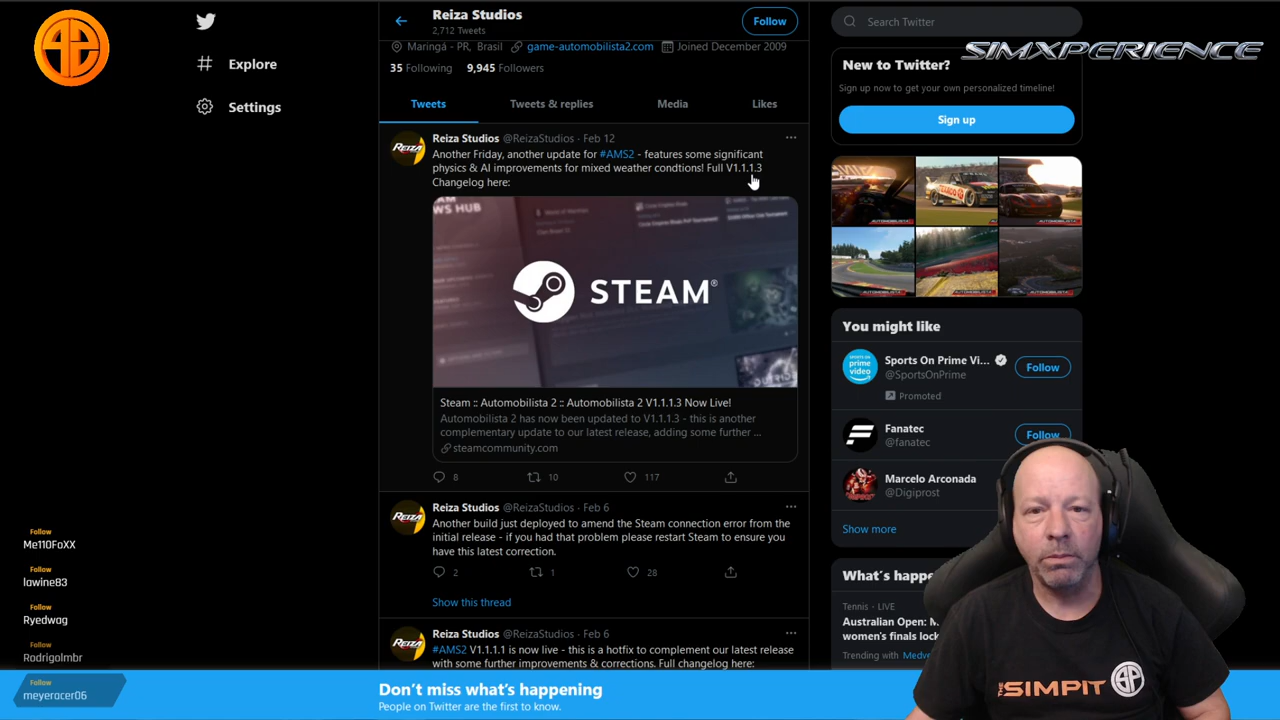 Reiza Studios
2,712 Tweets
Follow
Search Twitter
SIMXPERIENCE
Explore
Settings
Maringá - PR, Brasil game-automobilista2.com Joined December 2009
35 Following 9,945 Followers
Tweets Tweets & replies Media Likes
Reiza Studios @ReizaStudios · Feb 12
Another Friday, another update for #AMS2 - features some significant
physics & AI improvements for mixed weather condtions! Full V1.1.1.3
Changelog here:
STEAM®
Steam :: Automobilista 2 :: Automobilista 2 V1.1.1.3 Now Live!
Automobilista 2 has now been updated to V1.1.1.3 - this is another
complementary update to our latest release, adding some further ...
steamcommunity.com
8 10 117
Reiza Studios @ReizaStudios · Feb 6
Another build just deployed to amend the Steam connection error from the
initial release - if you had that problem please restart Steam to ensure you
have this latest correction.
2 1 28
Show this thread
Reiza Studios @ReizaStudios · Feb 6
#AMS2 V1.1.1.1 is now live - this is a hotfix to complement our latest release
with some further improvements & corrections. Full changelog here:
New to Twitter?
Sign up now to get your own personalized timeline!
Sign up
You might like
Sports On Prime Vi...
@SportsOnPrime
Follow
Promoted
Fanatec
@fanatec
Follow
Marcelo Arconada
@Digiprost
Show more
What's happe
Tennis · LIVE
Australian Open: M
women's finals lock
Trending with Medve
Follow
Me110FoXX
Follow
lawine83
Follow
Ryedwag
Follow
Rodrigolmbr
Follow
meyeracer06
Don't miss what's happening
People on Twitter are the first to know.
THE SIMPIT